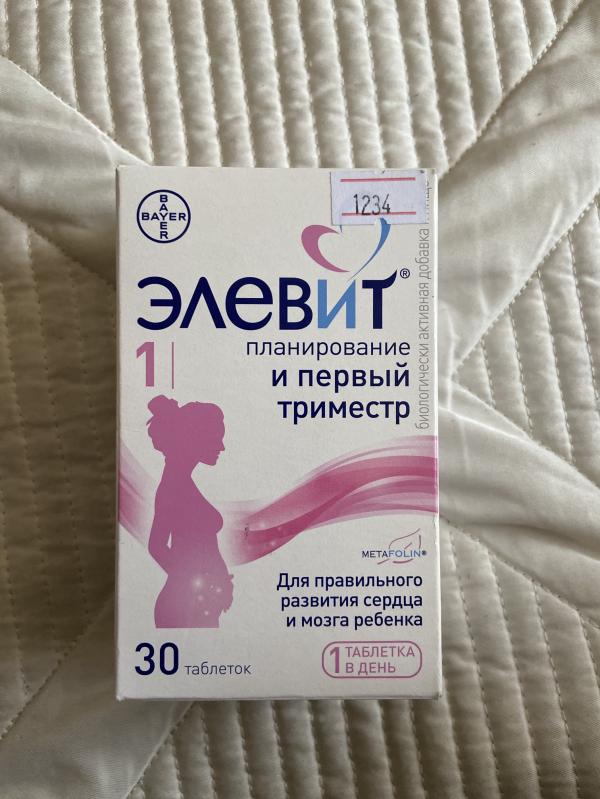 BAYER
BAYER
1234
ЭЛЕВИТ®
1
планирование
и первый
триместр
биологически активная добавка
METAFOLIN®
Для правильного
развития сердца
и мозга ребенка
30 таблеток
1 ТАБЛЕТКА
В ДЕНЬ